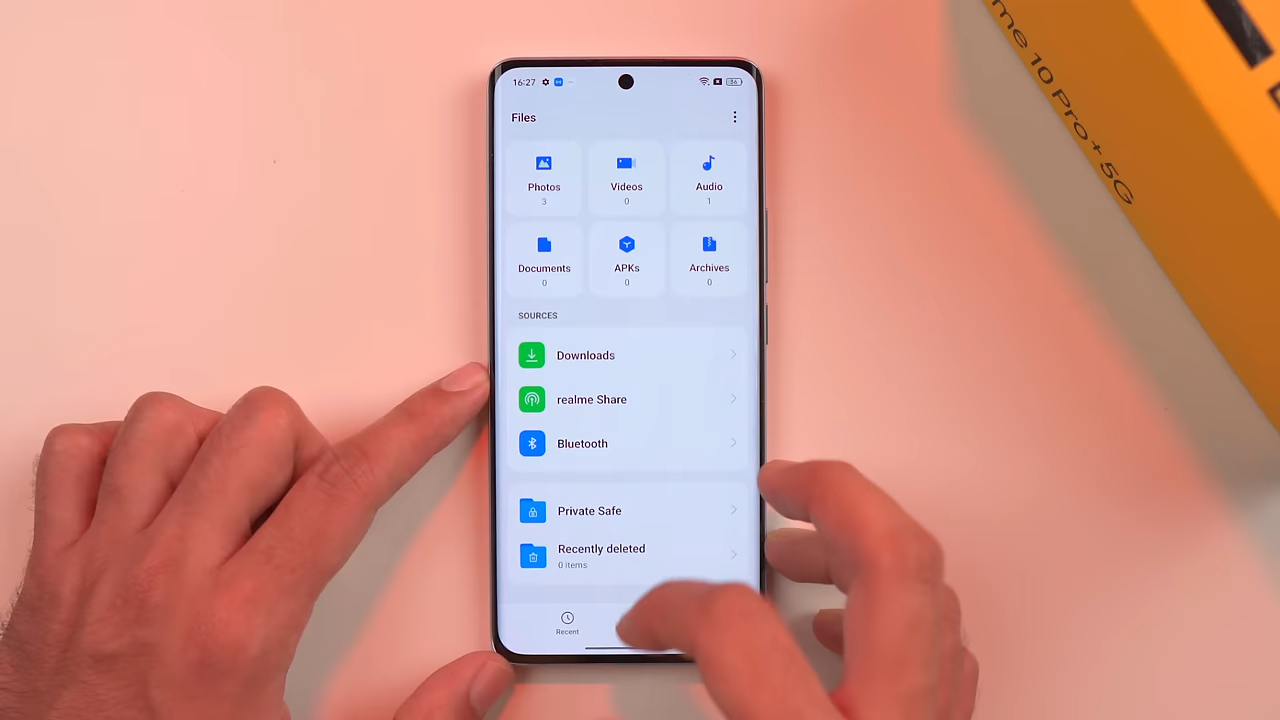 16:27
36
Files
Photos
3
Videos
0
Audio
1
Documents
0
APKs
0
Archives
0
SOURCES
Downloads
realme Share
Bluetooth
Private Safe
Recently deleted
0 items
Recent
me 10 Pro+ 5G